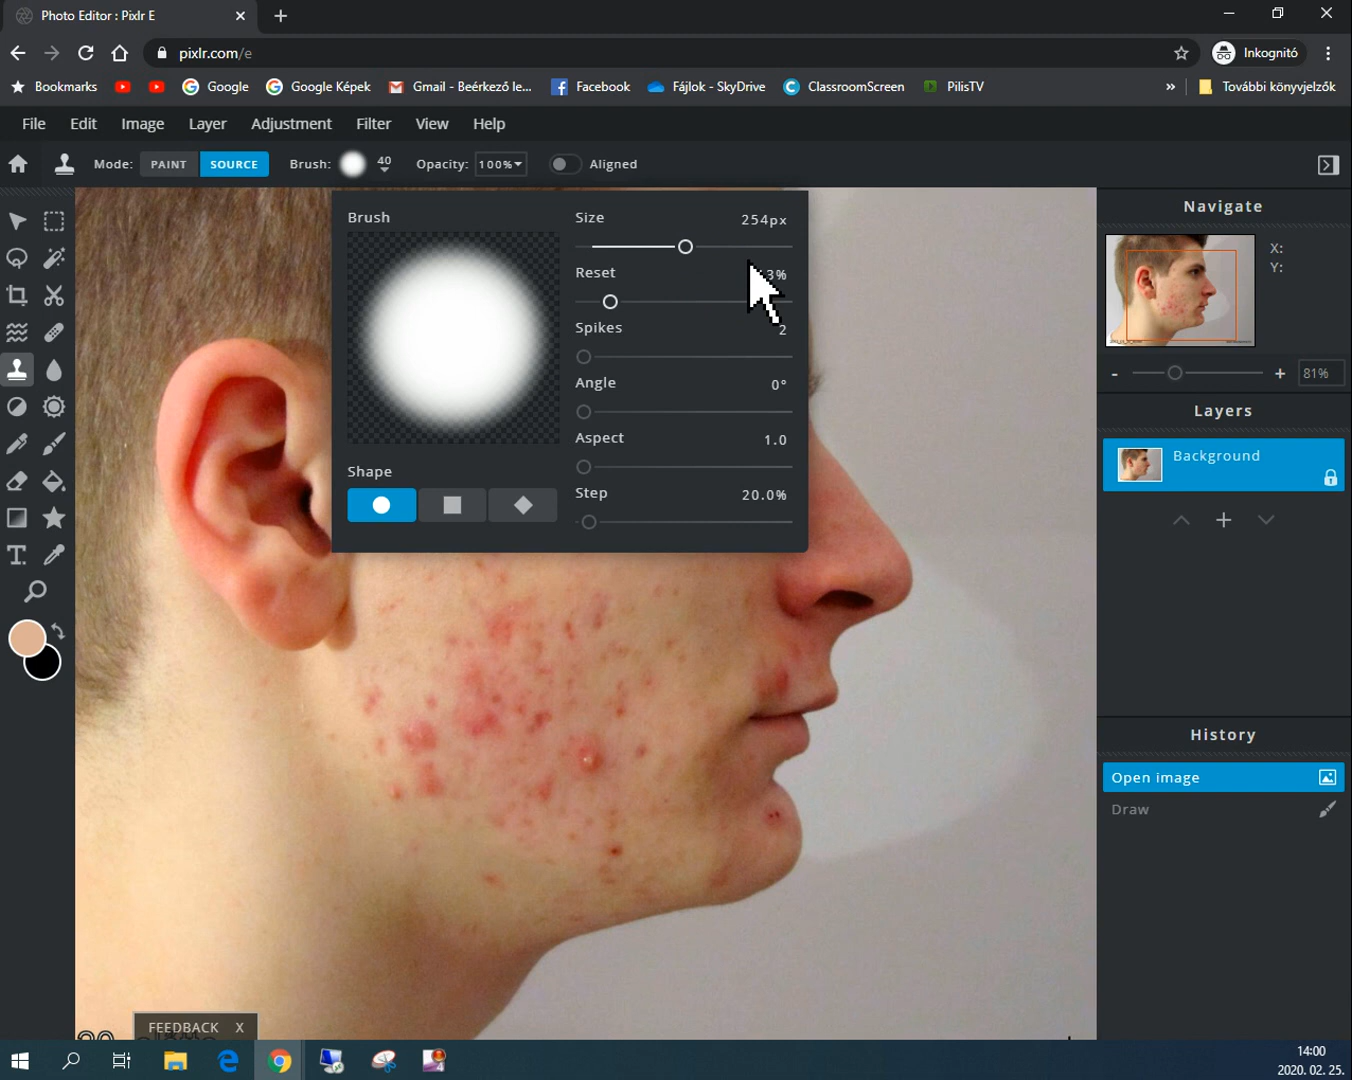 Photo Editor : Pixlr E
pixlr.com/e
Inkognitó
Bookmarks
Google
Google Képek
Gmail - Beérkező le...
Facebook
Fájlok - SkyDrive
ClassroomScreen
PilisTV
»
További könyvjelzők
File Edit Image Layer Adjustment Filter View Help
Mode: PAINT SOURCE Brush: 40 Opacity: 100% Aligned
Brush
Shape
Size 254px
Reset 3%
Spikes 2
Angle 0°
Aspect 1.0
Step 20.0%
Navigate
X:
Y:
- + 81%
Layers
Background
History
Open image
Draw
FEEDBACK X
14:00
2020. 02. 25.